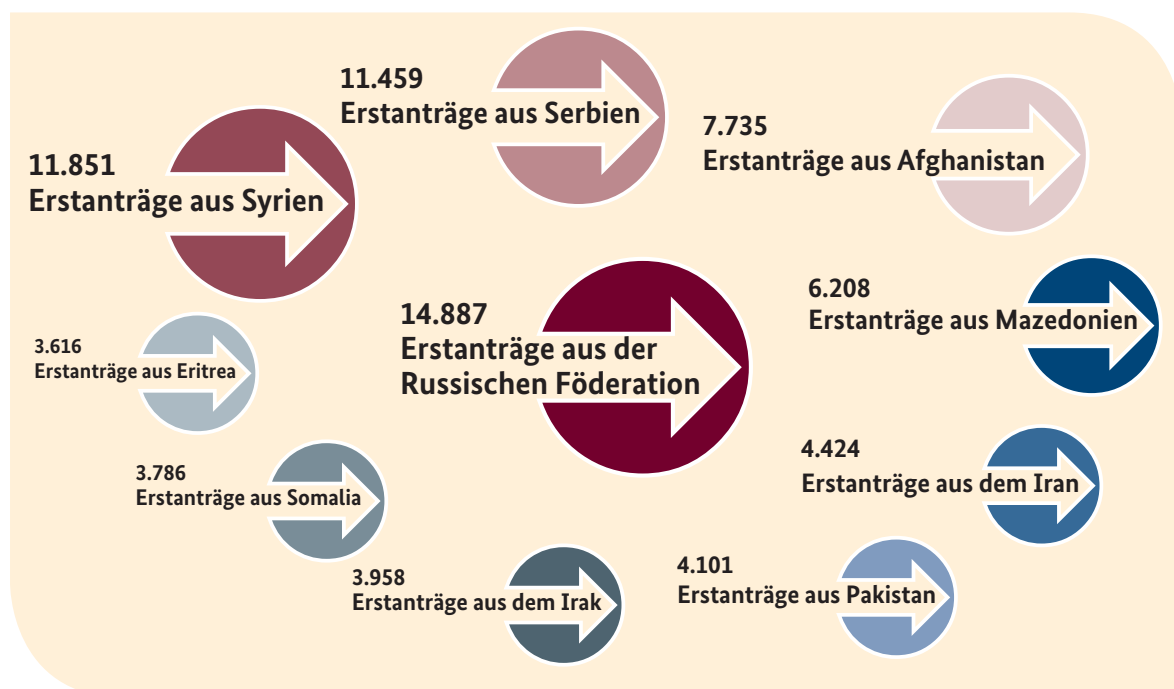 11.459
Erstanträge aus Serbien
7.735
Erstanträge aus Afghanistan
11.851
Erstanträge aus Syrien
6.208
Erstanträge aus Mazedonien
14.887
Erstanträge aus der
Russischen Föderation
3.616
Erstanträge aus Eritrea
4.424
Erstanträge aus dem Iran
3.786
Erstanträge aus Somalia
4.101
Erstanträge aus Pakistan
3.958
Erstanträge aus dem Irak